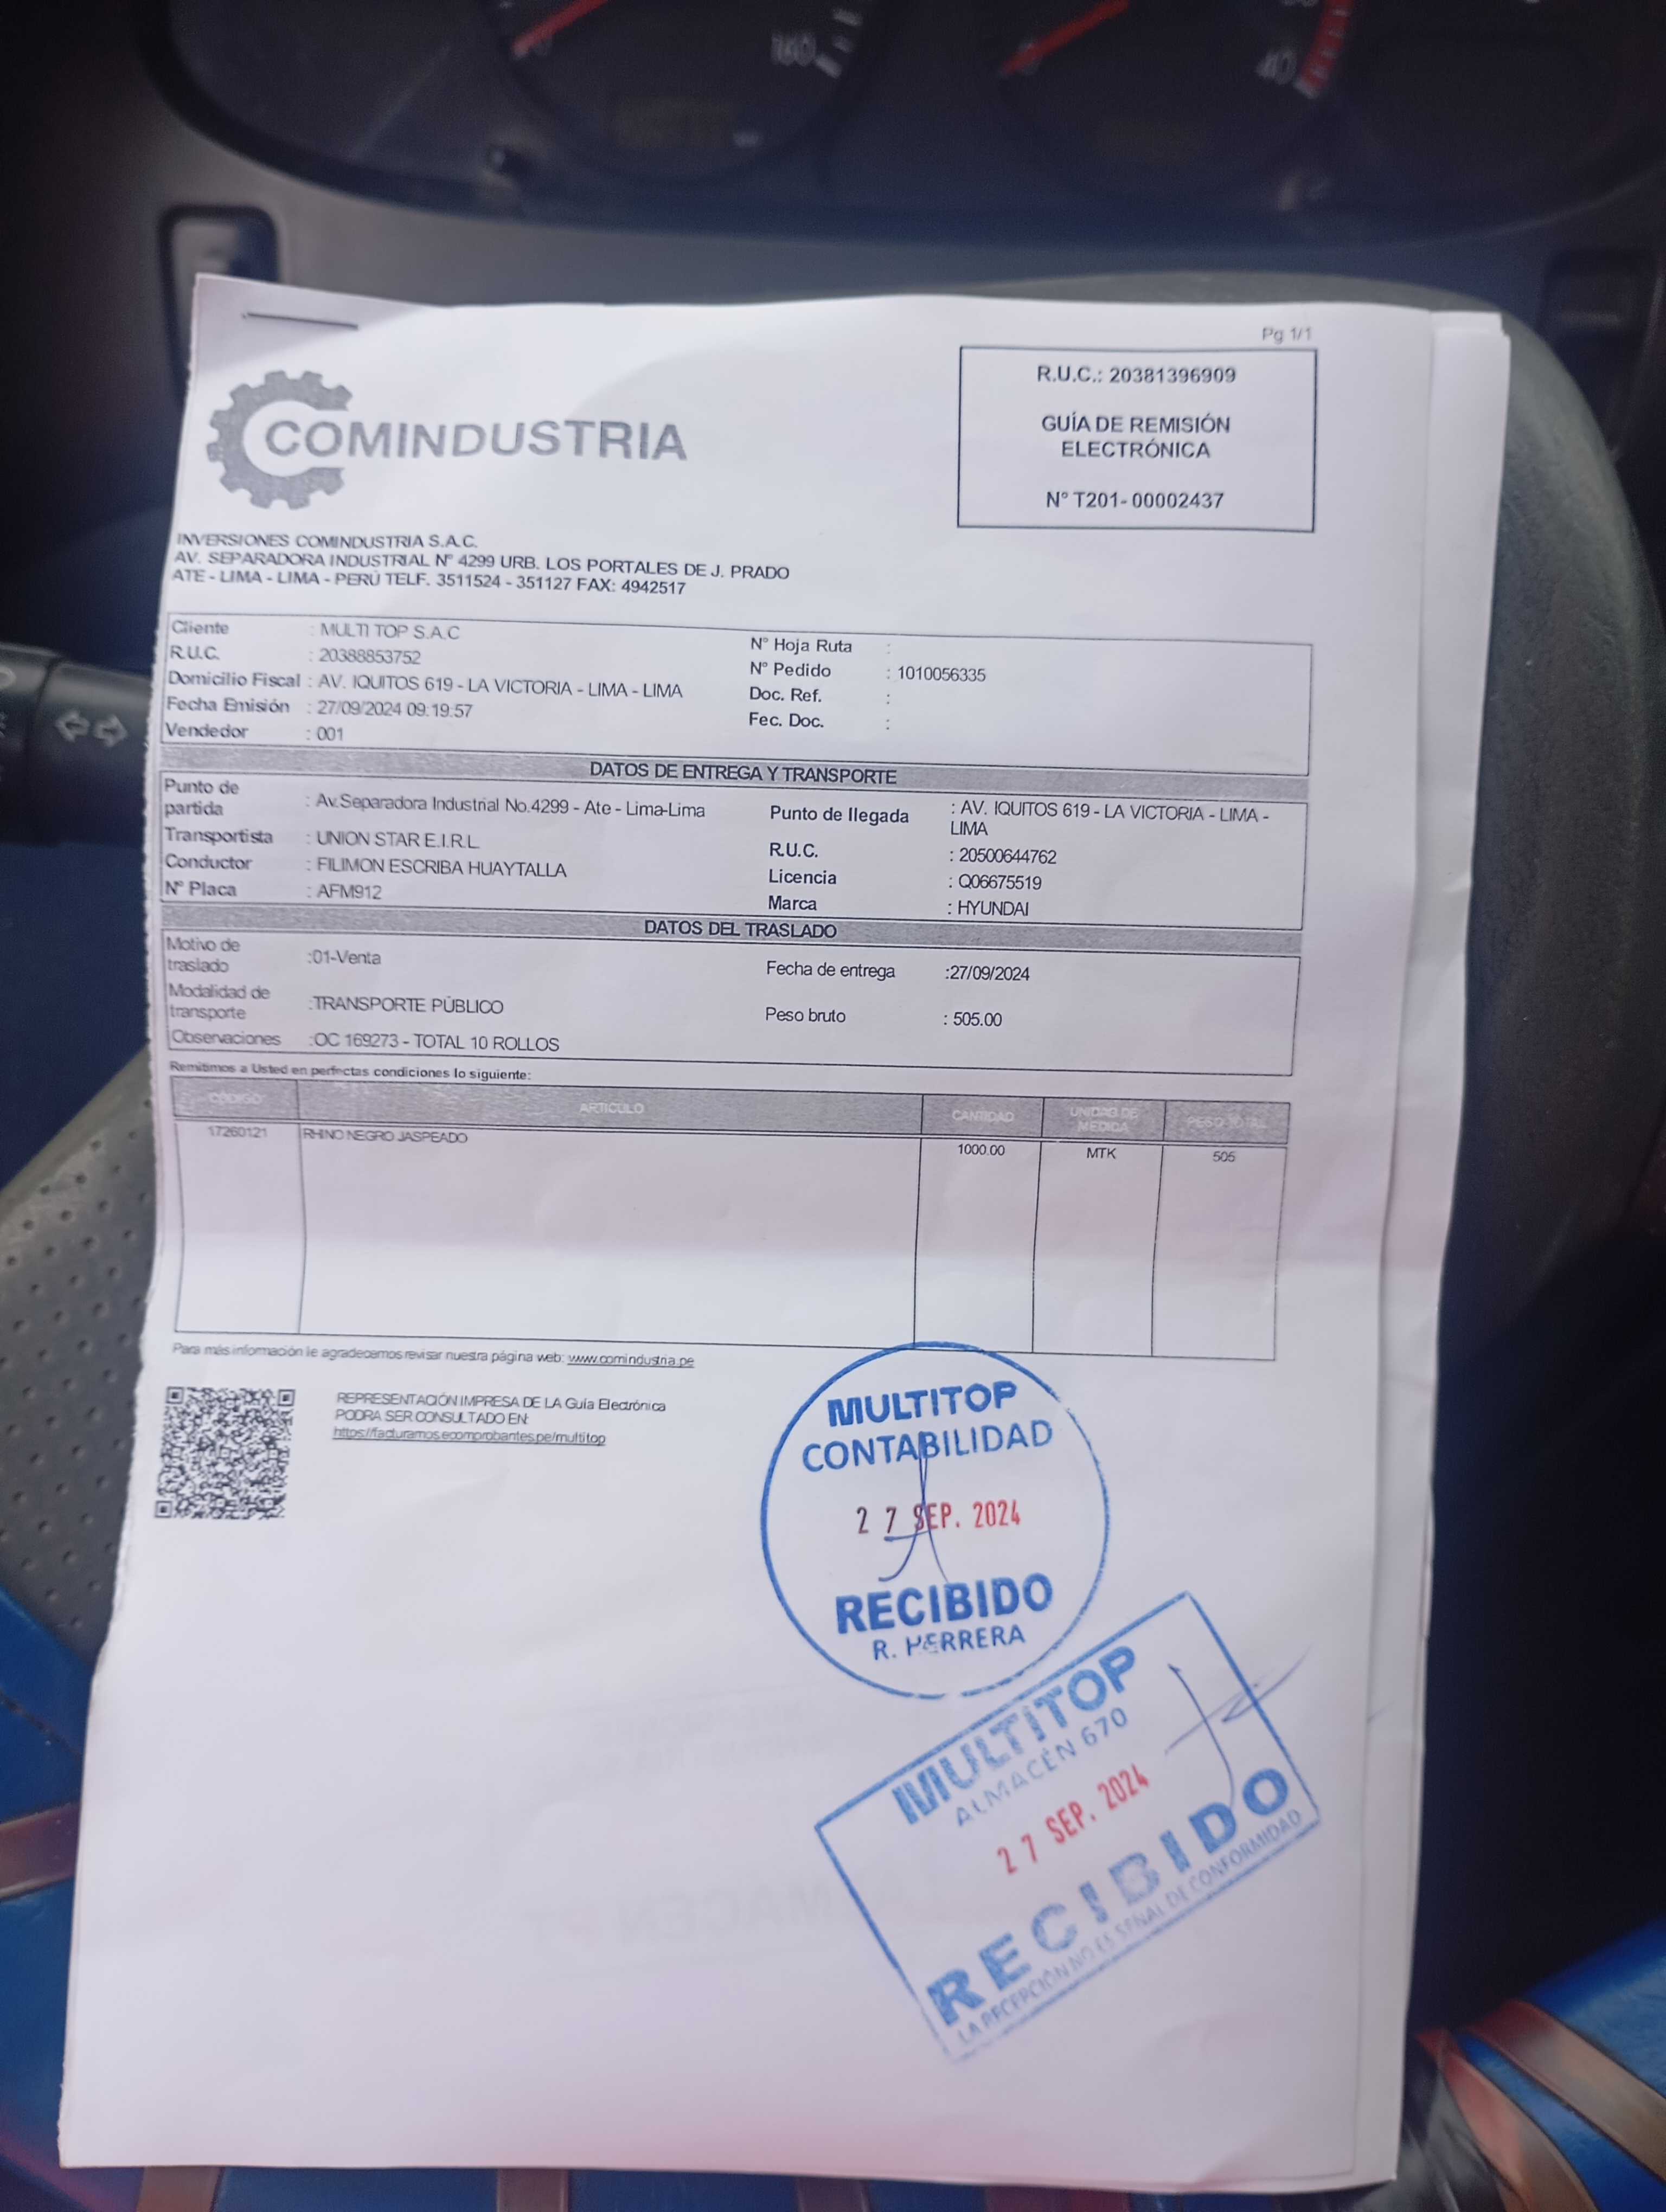 160
40
Pg 1/1
COMINDUSTRIA
R.U.C.: 20381396909
GUÍA DE REMISIÓN
ELECTRÓNICA
N° T201- 00002437
INVERSIONES COMINDUSTRIA S.A.C.
AV. SEPARADORA INDUSTRIAL N° 4299 URB. LOS PORTALES DE J. PRADO
ATE - LIMA - LIMA - PERÚ TELF. 3511524 - 351127 FAX: 4942517
Cliente : MULTI TOP S.A.C
R.U.C. : 20388853752
Domicilio Fiscal : AV. IQUITOS 619 - LA VICTORIA - LIMA - LIMA
Fecha Emisión : 27/09/2024 09:19:57
Vendedor : 001
N° Hoja Ruta :
N° Pedido : 1010056335
Doc. Ref. :
Fec. Doc. :
DATOS DE ENTREGA Y TRANSPORTE
Punto de
partida : Av.Separadora Industrial No.4299 - Ate - Lima-Lima
Transportista : UNION STAR E.I.R.L
Conductor : FILIMON ESCRIBA HUAYTALLA
N° Placa : AFM912
Punto de llegada : AV. IQUITOS 619 - LA VICTORIA - LIMA -
LIMA
R.U.C. : 20500644762
Licencia : Q06675519
Marca : HYUNDAI
DATOS DEL TRASLADO
Motivo de
traslado :01-Venta
Modalidad de
transporte :TRANSPORTE PÚBLICO
Observaciones :OC 169273 - TOTAL 10 ROLLOS
Fecha de entrega :27/09/2024
Peso bruto : 505.00
Remitimos a Usted en perfectas condiciones lo siguiente:
CÓDIGO ARTICULO CANTIDAD UNIDAD DE MEDIDA PESO TOTAL
17260121 RHINO NEGRO JASPEADO 1000.00 MTK 505
Para más información le agradecemos revisar nuestra página web: www.comindustria.pe
REPRESENTACIÓN IMPRESA DE LA Guía Electrónica
PODRA SER CONSULTADO EN:
https://facturamos.ecomprobantes.pe/multitop
MULTITOP
CONTABILIDAD
27 SEP. 2024
RECIBIDO
R. HERRERA
MULTITOP
ALMACÉN 670
27 SEP. 2024
RECIBIDO
LA RECEPCIÓN NO ES SEÑAL DE CONFORMIDAD